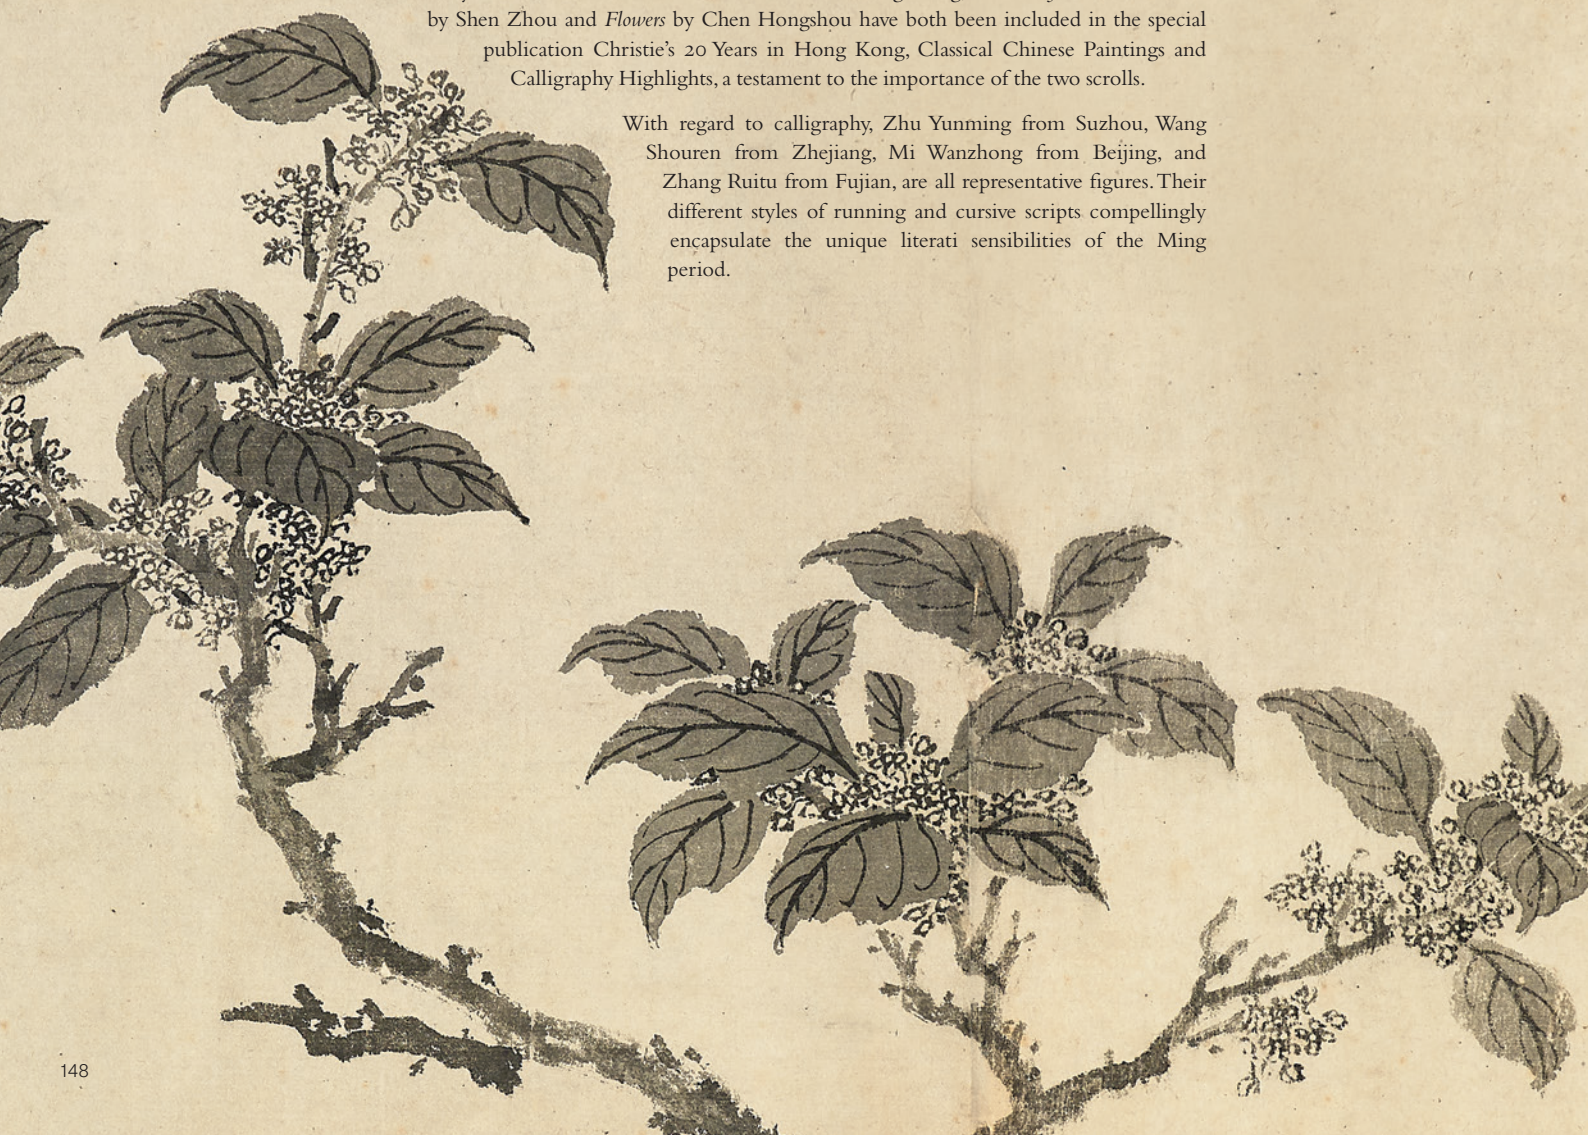 by Shen Zhou and Flowers by Chen Hongshou have both been included in the special
publication Christie's 20 Years in Hong Kong, Classical Chinese Paintings and
Calligraphy Highlights, a testament to the importance of the two scrolls.
With regard to calligraphy, Zhu Yunming from Suzhou, Wang
Shouren from Zhejiang, Mi Wanzhong from Beijing, and
Zhang Ruitu from Fujian, are all representative figures. Their
different styles of running and cursive scripts compellingly
encapsulate the unique literati sensibilities of the Ming
period.
148